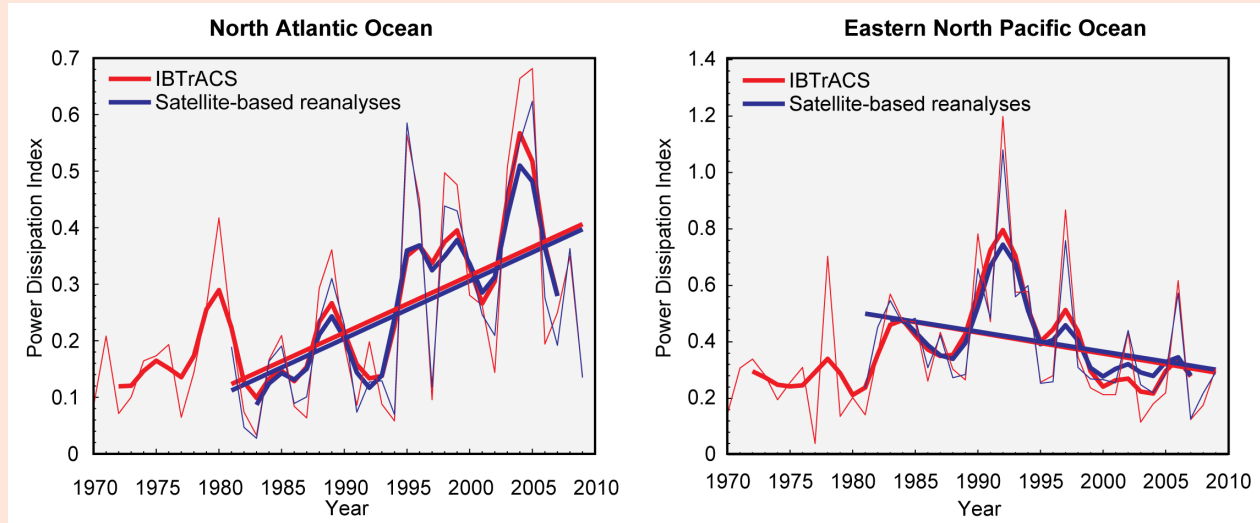 North Atlantic Ocean
0.7
0.6
0.5
0.4
0.3
0.2
0.1
0
Power Dissipation Index
IBTrACS
Satellite-based reanalyses
1970 1975 1980 1985 1990 1995 2000 2005 2010
Year
Eastern North Pacific Ocean
1.4
1.2
1.0
0.8
0.6
0.4
0.2
0
Power Dissipation Index
IBTrACS
Satellite-based reanalyses
1970 1975 1980 1985 1990 1995 2000 2005 2010
Year